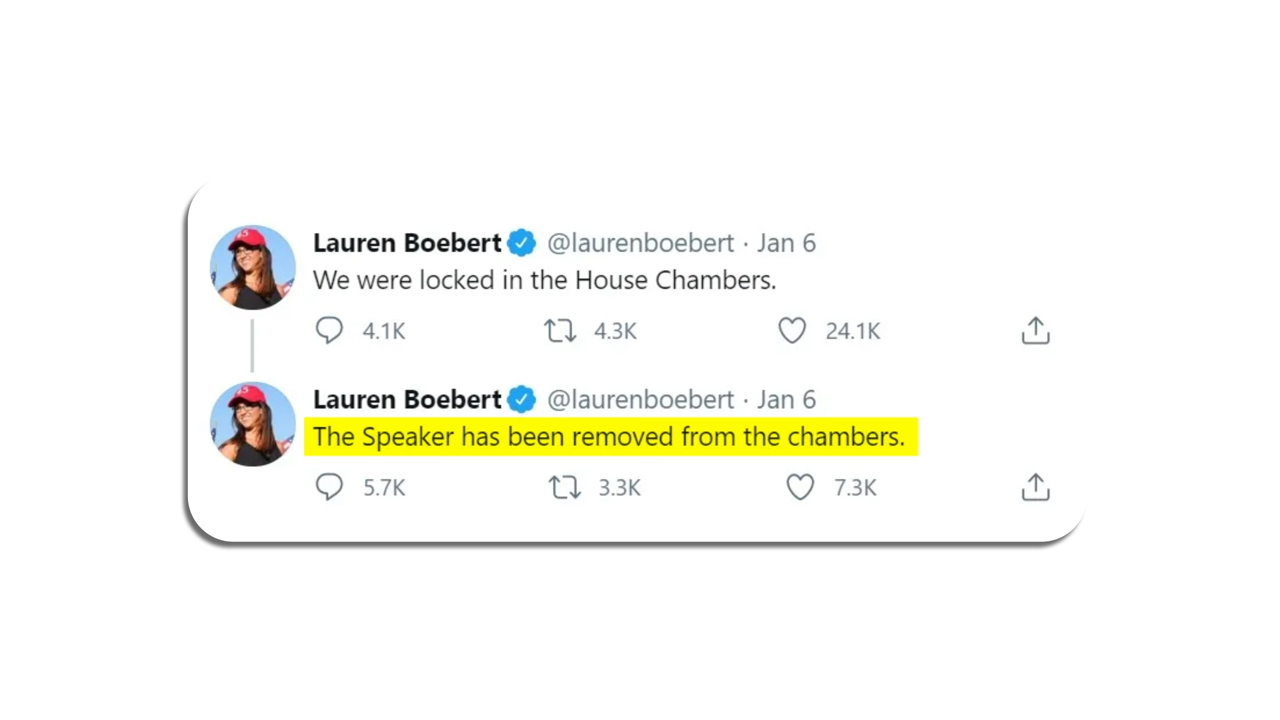 Lauren Boebert @laurenboebert · Jan 6
We were locked in the House Chambers.
4.1K 4.3K 24.1K
Lauren Boebert @laurenboebert · Jan 6
The Speaker has been removed from the chambers.
5.7K 3.3K 7.3K